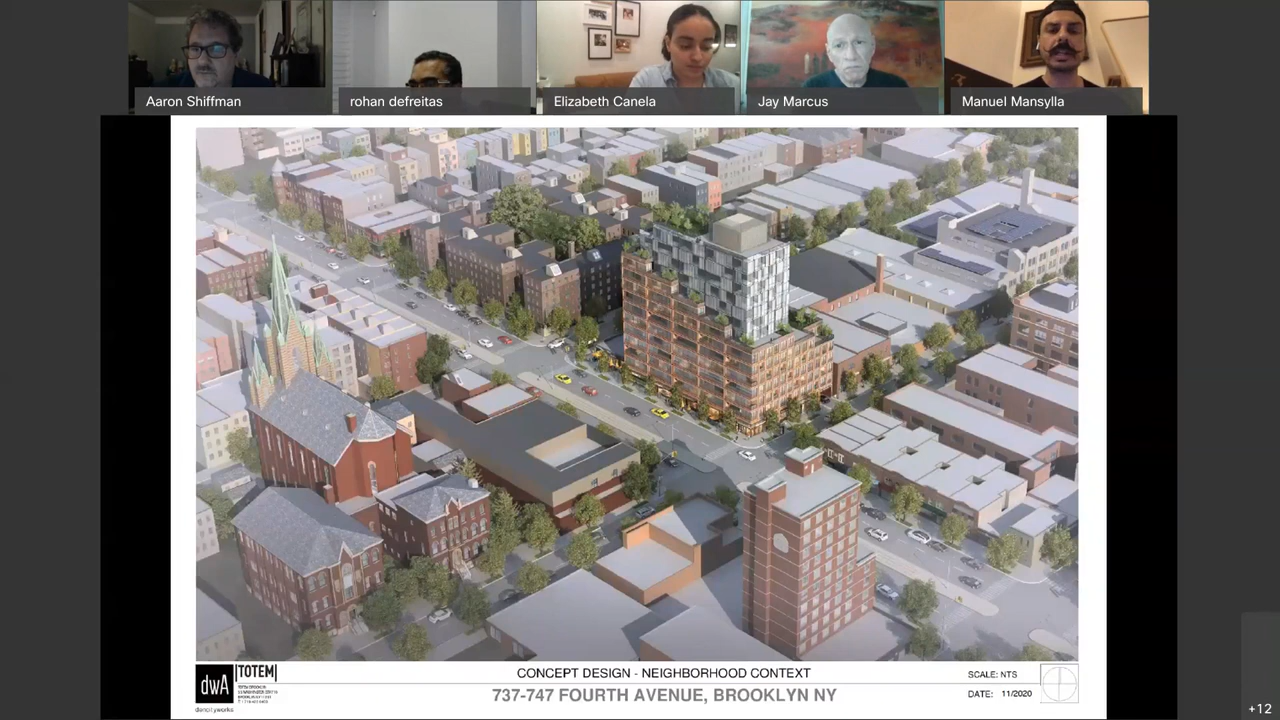 Aaron Shiffman
rohan defreitas
Elizabeth Canela
Jay Marcus
Manuel Mansylla
dwA
TOTEM
dencityworks
CONCEPT DESIGN - NEIGHBORHOOD CONTEXT
737-747 FOURTH AVENUE, BROOKLYN NY
SCALE: NTS
DATE: 11/2020
+12